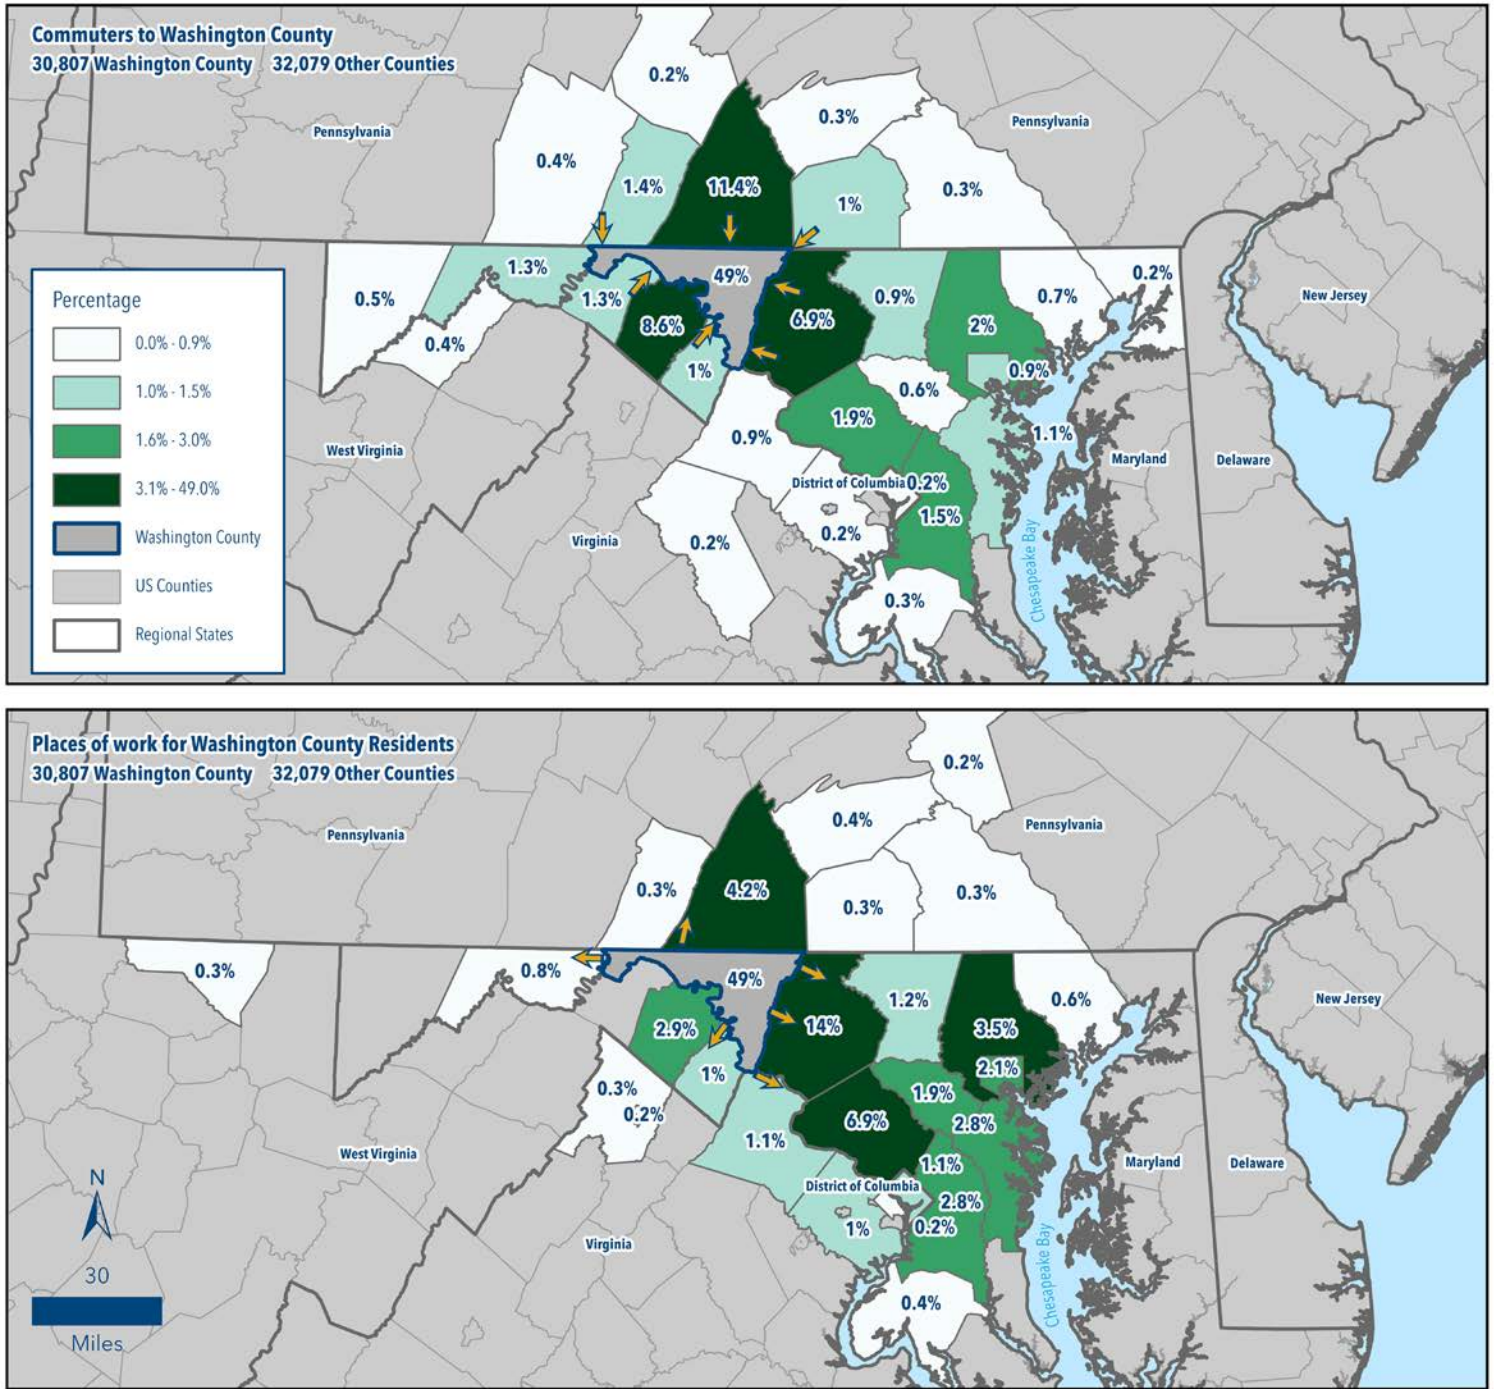 Commuters to Washington County
30,807 Washington County 32,079 Other Counties
0.2%
0.3%
Pennsylvania
Pennsylvania
0.4%
1.4%
11.4%
1%
0.3%
1.3%
49%
0.2%
0.5%
1.3%
0.9%
0.7%
New Jersey
8.6%
6.9%
2%
0.4%
1%
0.9%
0.6%
1.9%
0.9%
1.1%
West Virginia
Maryland
Delaware
District of Columbia
0.2%
1.5%
Virginia
0.2%
0.2%
Chesapeake Bay
0.3%
Percentage
0.0% - 0.9%
1.0% - 1.5%
1.6% - 3.0%
3.1% - 49.0%
Washington County
US Counties
Regional States
Places of work for Washington County Residents
30,807 Washington County 32,079 Other Counties
0.2%
0.4%
Pennsylvania
Pennsylvania
0.3%
4.2%
0.3%
0.3%
0.3%
0.8%
49%
1.2%
0.6%
New Jersey
2.9%
14%
3.5%
1%
2.1%
0.3%
0.2%
1.9%
6.9%
2.8%
1.1%
West Virginia
1.1%
Maryland
Delaware
District of Columbia
2.8%
1%
0.2%
Virginia
Chesapeake Bay
0.4%
N
30
Miles